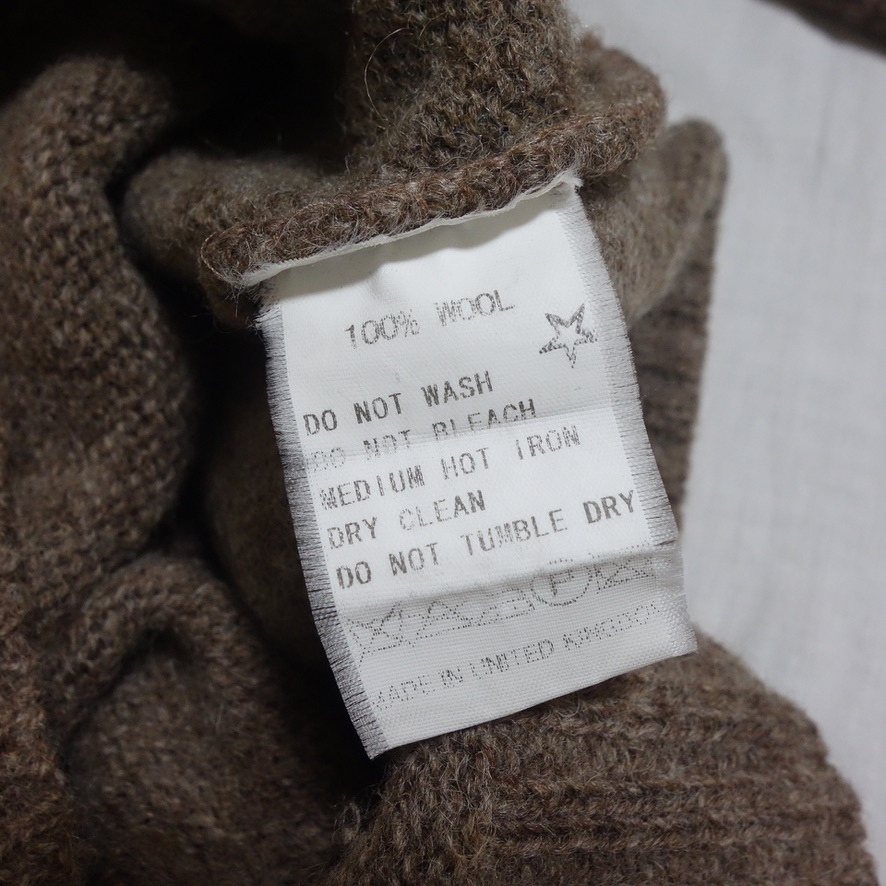 100% WOOL
DO NOT WASH
DO NOT BLEACH
MEDIUM HOT IRON
DRY CLEAN
DO NOT TUMBLE DRY
P
MADE IN UNITED KINGDOM